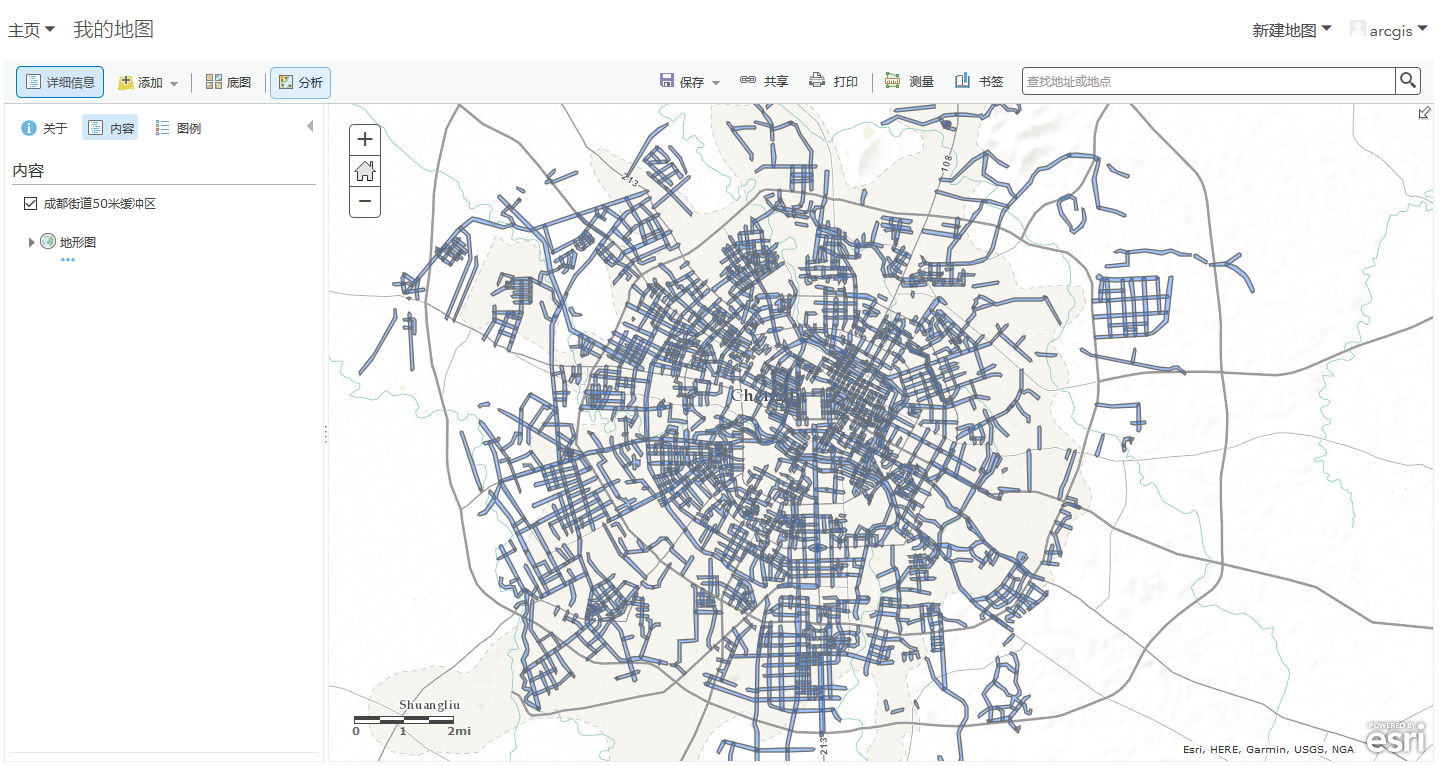 主页 我的地图 新建地图 arcgis
详细信息 添加 底图 分析 保存 共享 打印 测量 书签 查找地址或地点
关于 内容 图例
内容
成都街道50米缓冲区
地形图
+
−
213
108
Shuangliu
0 1 2mi
213
Esri, HERE, Garmin, USGS, NGA
POWERED BY
esri